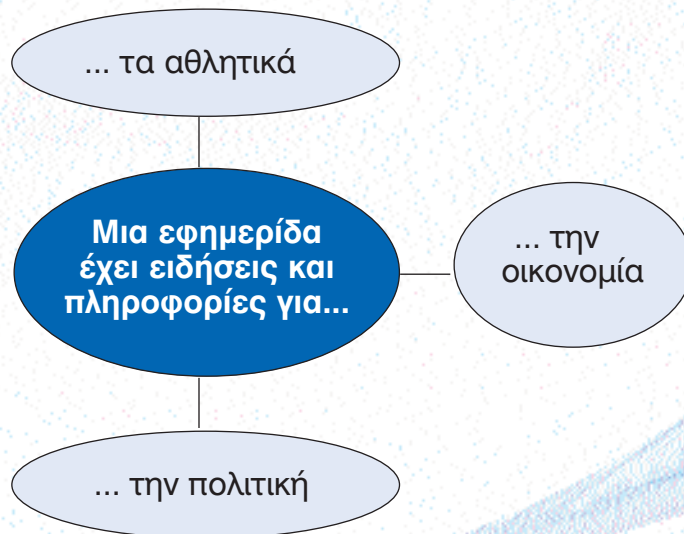 ... τα αθλητικά
Μια εφημερίδα
έχει ειδήσεις και
πληροφορίες για...
... την
οικονομία
... την πολιτική